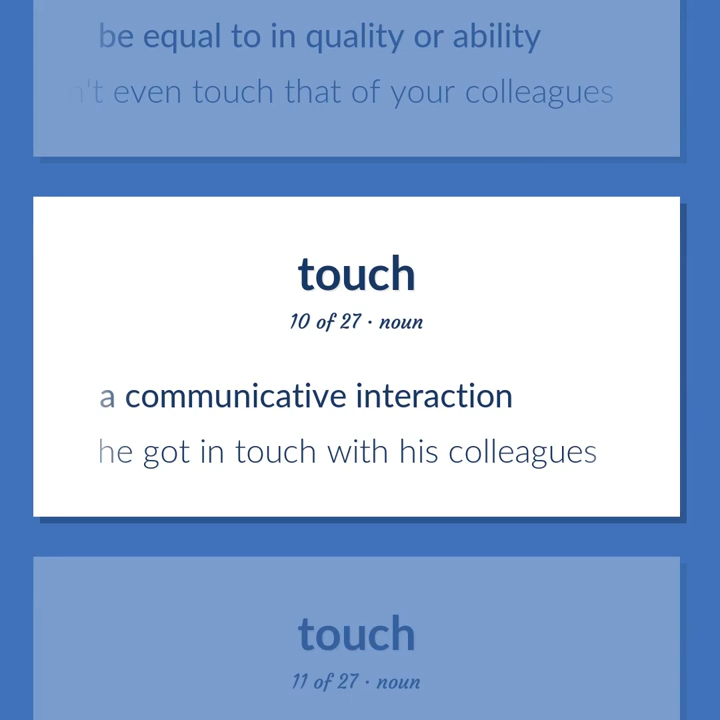 be equal to in quality or ability
n't even touch that of your colleagues
touch
10 of 27 · noun
a communicative interaction
he got in touch with his colleagues
touch
11 of 27 · noun